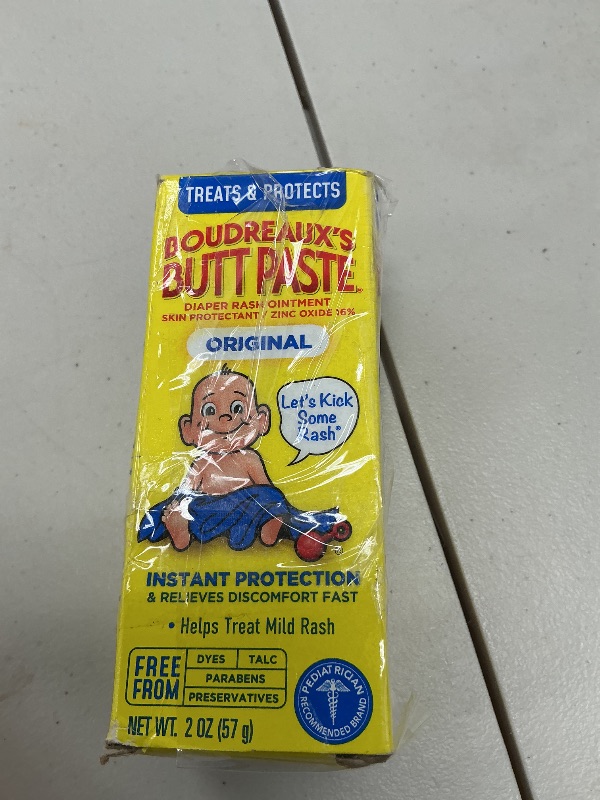 TREATS & PROTECTS
BOUDREAUX'S
BUTT PASTE
DIAPER RASH OINTMENT
SKIN PROTECTANT / ZINC OXIDE 16%
ORIGINAL
Let's Kick
Some
Rash®
INSTANT PROTECTION
& RELIEVES DISCOMFORT FAST
• Helps Treat Mild Rash
FREE
FROM
DYES TALC
PARABENS
PRESERVATIVES
PEDIATRICIAN
RECOMMENDED BRAND
NET WT. 2 OZ (57 g)